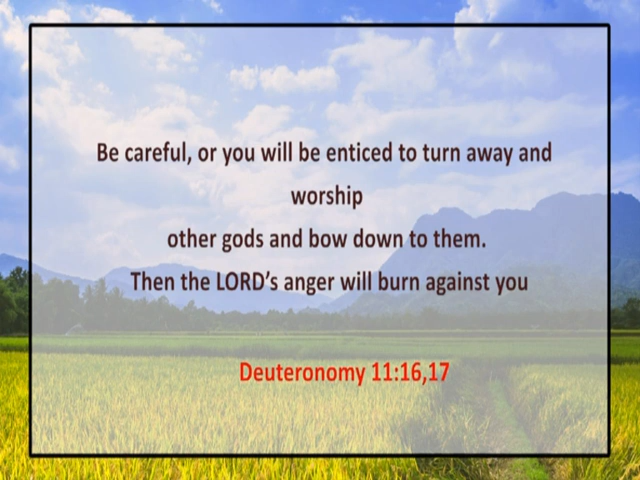 Be careful, or you will be enticed to turn away and
worship
other gods and bow down to them.
Then the LORD’s anger will burn against you
Deuteronomy 11:16,17